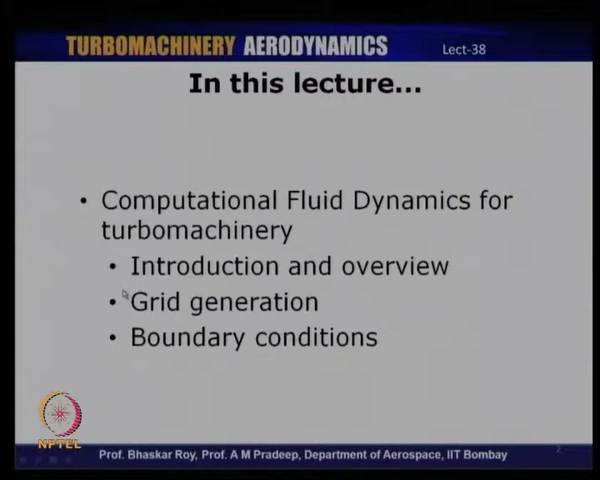 TURBOMACHINERY AERODYNAMICS Lect-38
In this lecture...
• Computational Fluid Dynamics for
turbomachinery
• Introduction and overview
• Grid generation
• Boundary conditions
NPTEL
Prof. Bhaskar Roy, Prof. A M Pradeep, Department of Aerospace, IIT Bombay
2